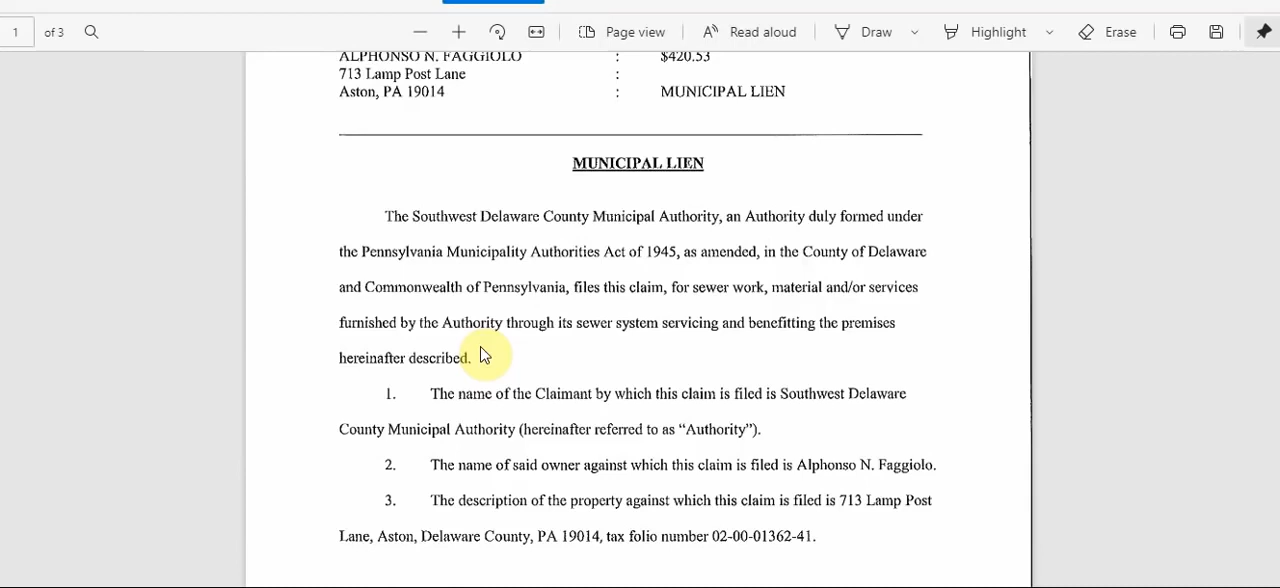 1 of 3 Page view Read aloud Draw Highlight Erase
ALPHONSO N. FAGGIOLO : $420.53
713 Lamp Post Lane :
Aston, PA 19014 : MUNICIPAL LIEN
MUNICIPAL LIEN
The Southwest Delaware County Municipal Authority, an Authority duly formed under
the Pennsylvania Municipality Authorities Act of 1945, as amended, in the County of Delaware
and Commonwealth of Pennsylvania, files this claim, for sewer work, material and/or services
furnished by the Authority through its sewer system servicing and benefitting the premises
hereinafter described.
1. The name of the Claimant by which this claim is filed is Southwest Delaware
County Municipal Authority (hereinafter referred to as “Authority”).
2. The name of said owner against which this claim is filed is Alphonso N. Faggiolo.
3. The description of the property against which this claim is filed is 713 Lamp Post
Lane, Aston, Delaware County, PA 19014, tax folio number 02-00-01362-41.